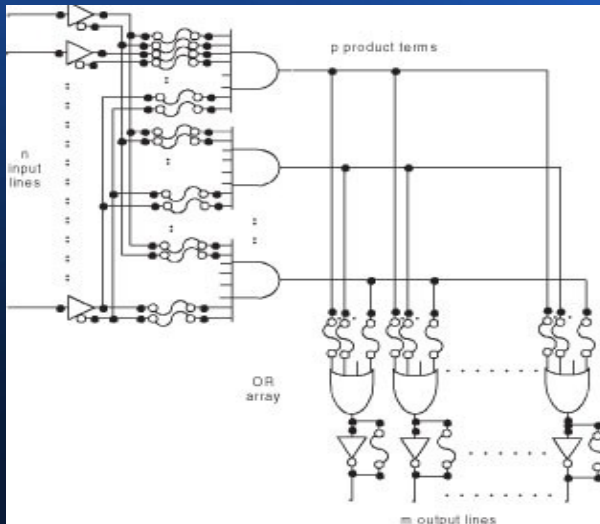 p product terms
n
input
lines
OR
array
m output lines